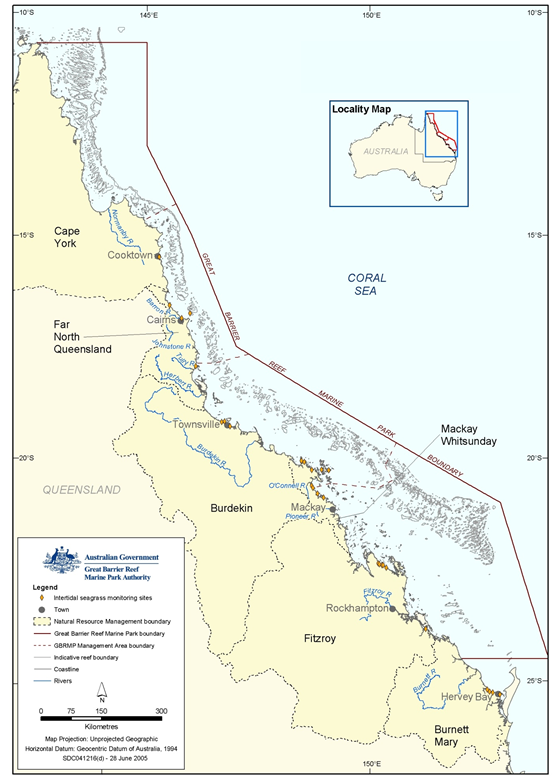 10°S
145°E
150°E
10°S
Locality Map
AUSTRALIA
15°S
15°S
Cape
York
Normanby R
Cooktown
GREAT
BARRIER
REEF
MARINE
PARK
BOUNDARY
CORAL
SEA
Barron R
Cairns
Far
North
Queensland
Johnstone R
Tully R
Herbert R
Townsville
Burdekin R
Mackay
Whitsunday
20°S
20°S
QUEENSLAND
O'Connell R
Mackay
Pioneer R
Burdekin
Fitzroy R
Rockhampton
Fitzroy
25°S
Burnett R
Hervey Bay
Burnett
Mary
150°E
Australian Government
Great Barrier Reef
Marine Park Authority
Legend
Intertidal seagrass monitoring sites
Town
Natural Resource Management boundary
Great Barrier Reef Marine Park boundary
GBRMP Management Area boundary
Indicative reef boundary
Coastline
Rivers
N
0 75 150 300
Kilometres
Map Projection: Unprojected Geographic
Horizontal Datum: Geocentric Datum of Australia, 1994
SDC041216(d) - 28 June 2005